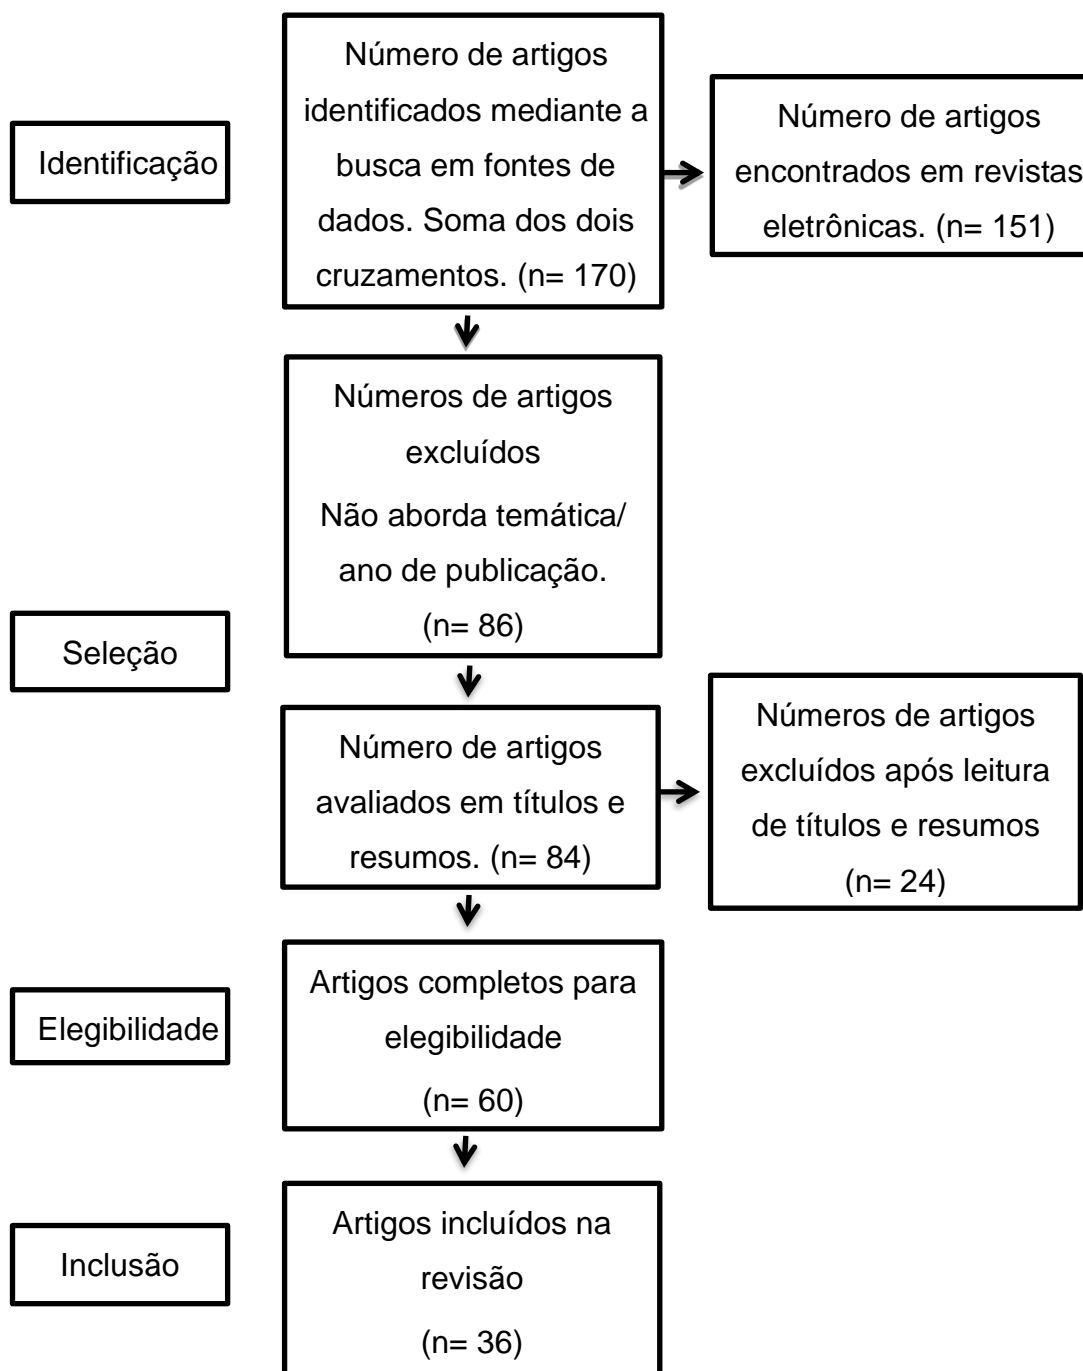 Identificação
Número de artigos
identificados mediante a
busca em fontes de
dados. Soma dos dois
cruzamentos. (n= 170)
Número de artigos
encontrados em revistas
eletrônicas. (n= 151)
Números de artigos
excluídos
Não aborda temática/
ano de publicação.
(n= 86)
Seleção
Número de artigos
avaliados em títulos e
resumos. (n= 84)
Números de artigos
excluídos após leitura
de títulos e resumos
(n= 24)
Elegibilidade
Artigos completos para
elegibilidade
(n= 60)
Inclusão
Artigos incluídos na
revisão
(n= 36)